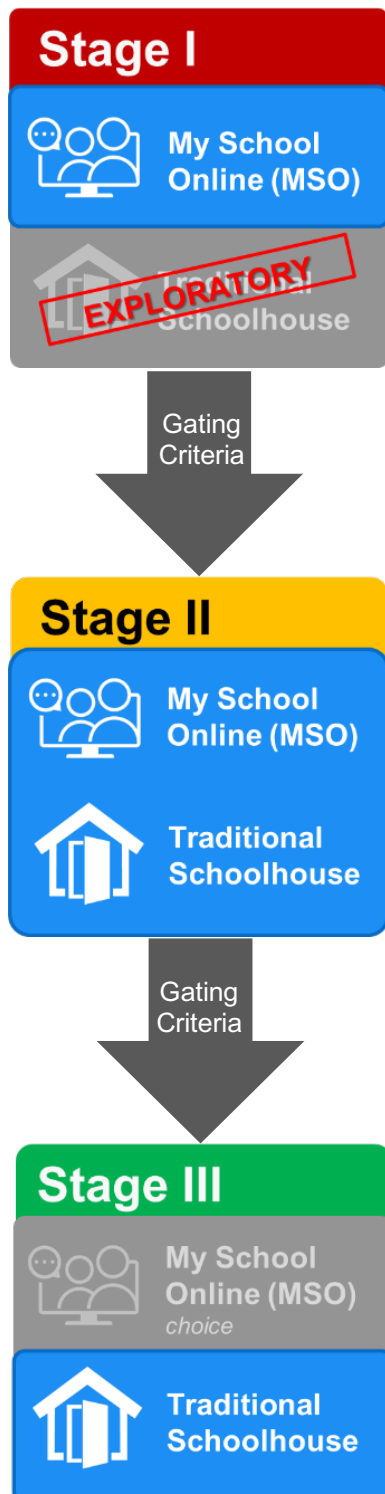 Stage I
My School
Online (MSO)
EXPLORATORY
Traditional
Schoolhouse
Gating
Criteria
Stage II
My School
Online (MSO)
Traditional
Schoolhouse
Gating
Criteria
Stage III
My School
Online (MSO)
choice
Traditional
Schoolhouse